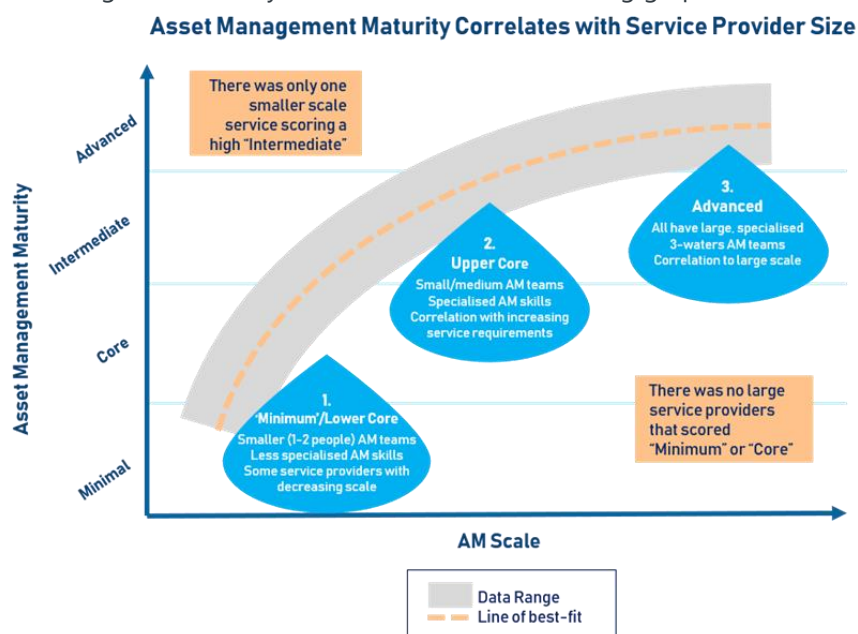 Asset Management Maturity Correlates with Service Provider Size
There was only one
smaller scale
service scoring a
high “Intermediate”
Asset Management Maturity
Advanced
Intermediate
Core
Minimal
3.
Advanced
All have large, specialised
3-waters AM teams
Correlation to large scale
2.
Upper Core
Small/medium AM teams
Specialised AM skills
Correlation with increasing
service requirements
1.
‘Minimum’/Lower Core
Smaller (1-2 people) AM teams
Less specialised AM skills
Some service providers with
decreasing scale
There was no large
service providers
that scored
“Minimum” or “Core”
AM Scale
Data Range
Line of best-fit